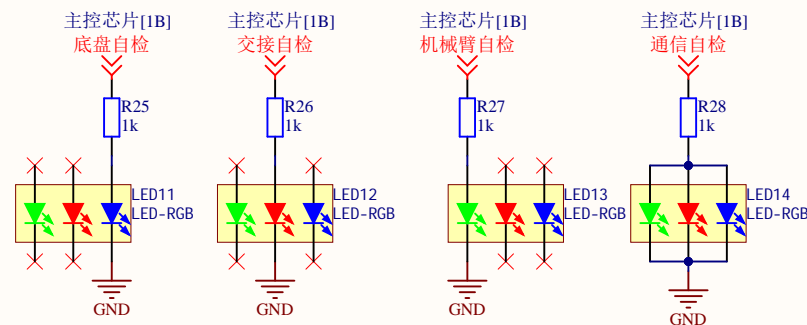 主控芯片[1B]
底盘自检
R25
1k
LED11
LED-RGB
GND
主控芯片[1B]
交接自检
R26
1k
LED12
LED-RGB
GND
主控芯片[1B]
机械臂自检
R27
1k
LED13
LED-RGB
GND
主控芯片[1B]
通信自检
R28
1k
LED14
LED-RGB
GND